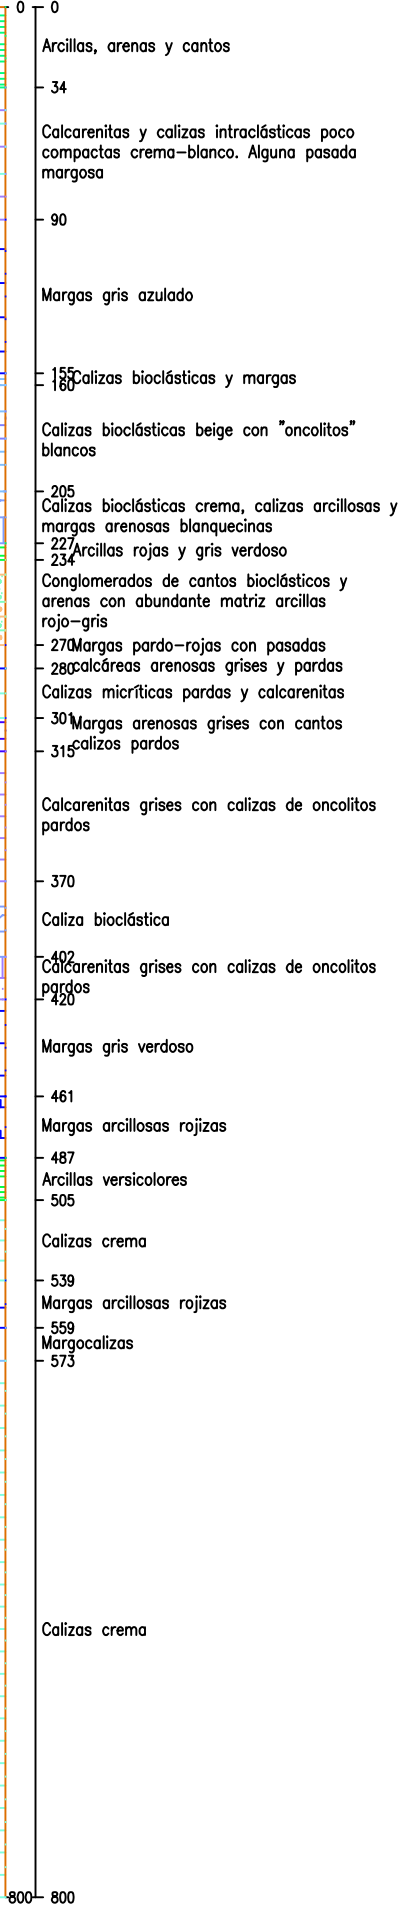 0 0
Arcillas, arenas y cantos
34
Calcarenitas y calizas intraclásticas poco
compactas crema-blanco. Alguna pasada
margosa
90
Margas gris azulado
155
Calizas bioclásticas y margas
160
Calizas bioclásticas beige con "oncolitos"
blancos
205
Calizas bioclásticas crema, calizas arcillosas y
margas arenosas blanquecinas
227
Arcillas rojas y gris verdoso
234
Conglomerados de cantos bioclásticos y
arenas con abundante matriz arcillas
rojo-gris
270
Margas pardo-rojas con pasadas
calcáreas arenosas grises y pardas
280
Calizas micríticas pardas y calcarenitas
301
Margas arenosas grises con cantos
calizos pardos
315
Calcarenitas grises con calizas de oncolitos
pardos
370
Caliza bioclástica
402
Calcarenitas grises con calizas de oncolitos
pardos
420
Margas gris verdoso
461
Margas arcillosas rojizas
487
Arcillas versicolores
505
Calizas crema
539
Margas arcillosas rojizas
559
Margocalizas
573
Calizas crema
800 800